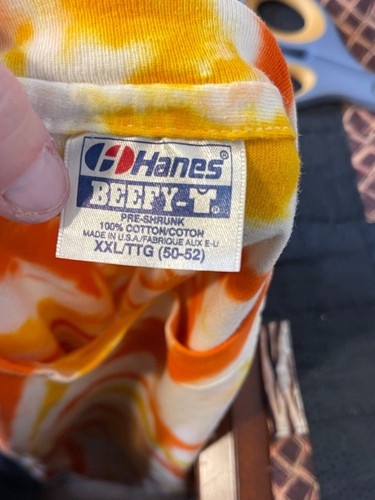 Hanes®
BEEFY-T®
PRE-SHRUNK
100% COTTON/COTON
MADE IN U.S.A./FABRIQUE AUX E-U
XXL/TTG (50-52)